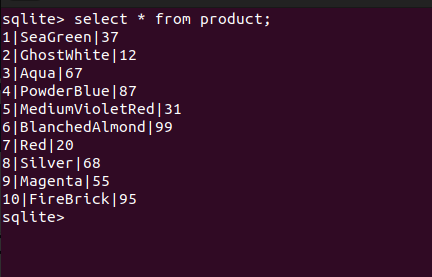 sqlite> select * from product;
1|SeaGreen|37
2|GhostWhite|12
3|Aqua|67
4|PowderBlue|87
5|MediumVioletRed|31
6|BlanchedAlmond|99
7|Red|20
8|Silver|68
9|Magenta|55
10|FireBrick|95
sqlite>